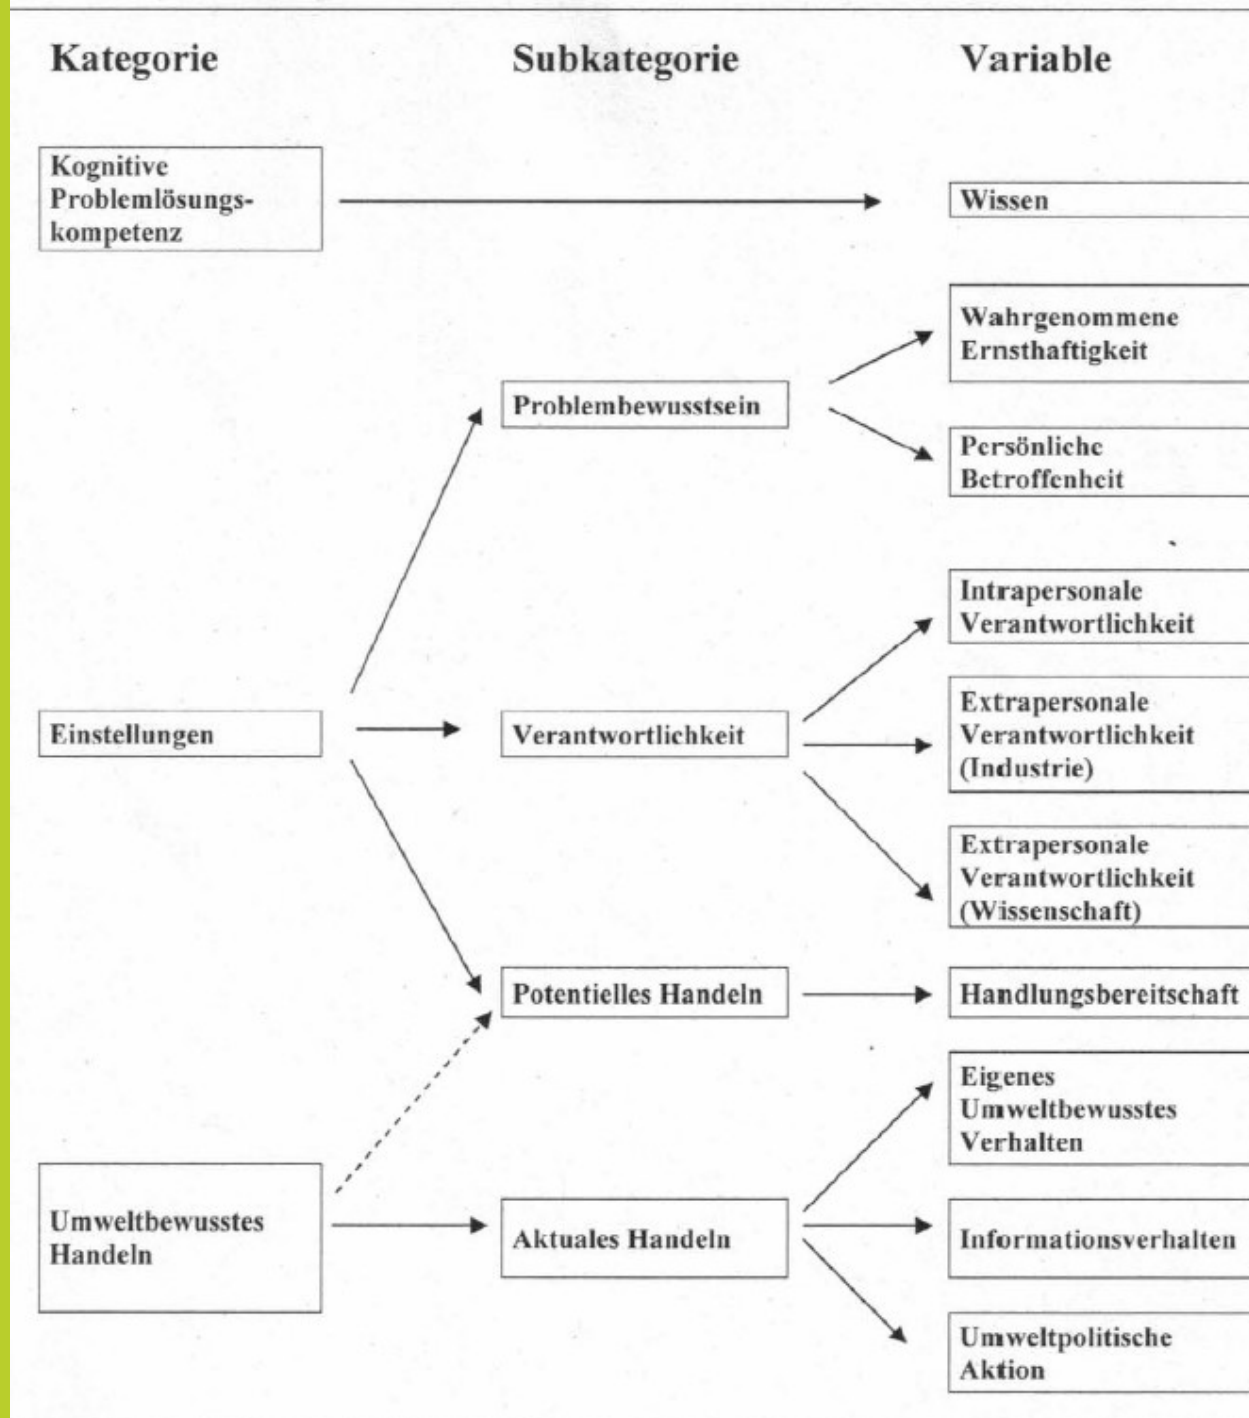 Kategorie
Subkategorie
Variable
Kognitive
Problemlösungs-
kompetenz
Wissen
Wahrgenommene
Ernsthaftigkeit
Problembewusstsein
Persönliche
Betroffenheit
Intrapersonale
Verantwortlichkeit
Einstellungen
Verantwortlichkeit
Extrapersonale
Verantwortlichkeit
(Industrie)
Extrapersonale
Verantwortlichkeit
(Wissenschaft)
Potentielles Handeln
Handlungsbereitschaft
Eigenes
Umweltbewusstes
Verhalten
Umweltbewusstes
Handeln
Aktuales Handeln
Informationsverhalten
Umweltpolitische
Aktion